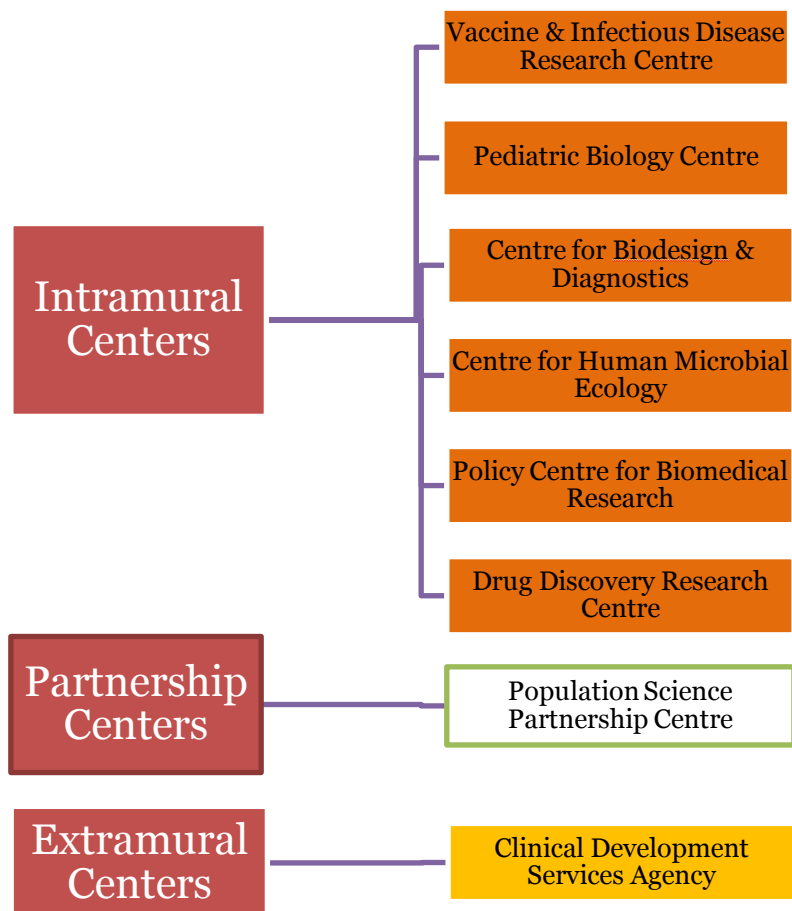 Intramural
Centers
Vaccine & Infectious Disease
Research Centre
Pediatric Biology Centre
Centre for Biodesign &
Diagnostics
Centre for Human Microbial
Ecology
Policy Centre for Biomedical
Research
Drug Discovery Research
Centre
Partnership
Centers
Population Science
Partnership Centre
Extramural
Centers
Clinical Development
Services Agency